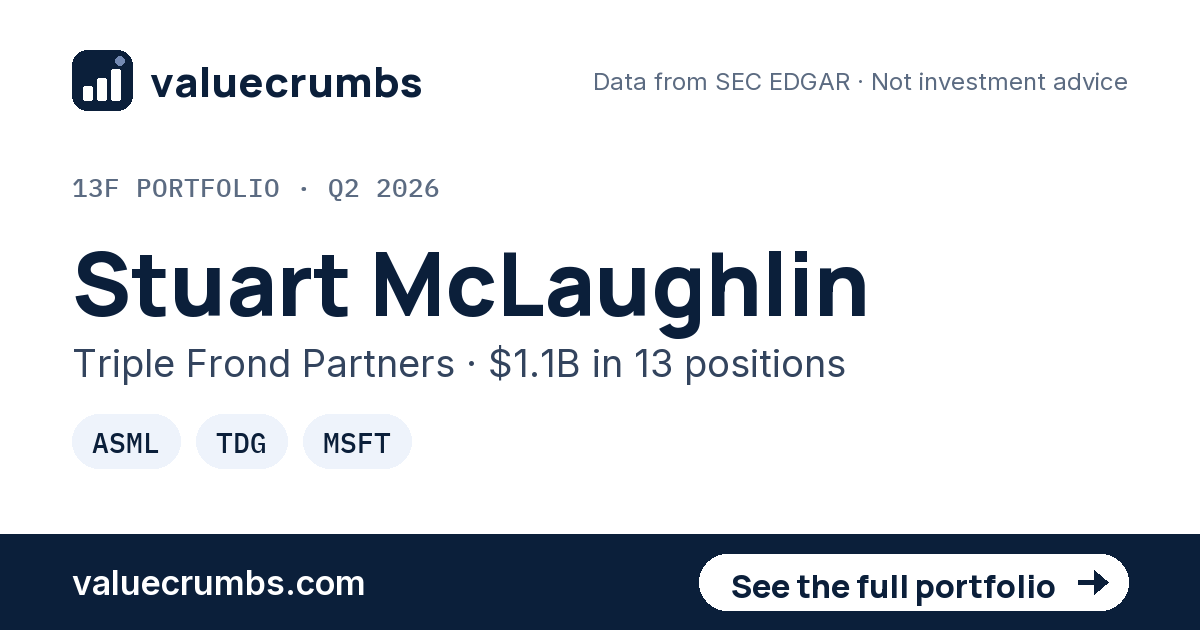 valuecrumbs
Data from SEC EDGAR · Not investment advice
13F PORTFOLIO · Q2 2026
Stuart McLaughlin
Triple Frond Partners · $1.1B in 13 positions
ASML TDG MSFT
valuecrumbs.com
See the full portfolio →